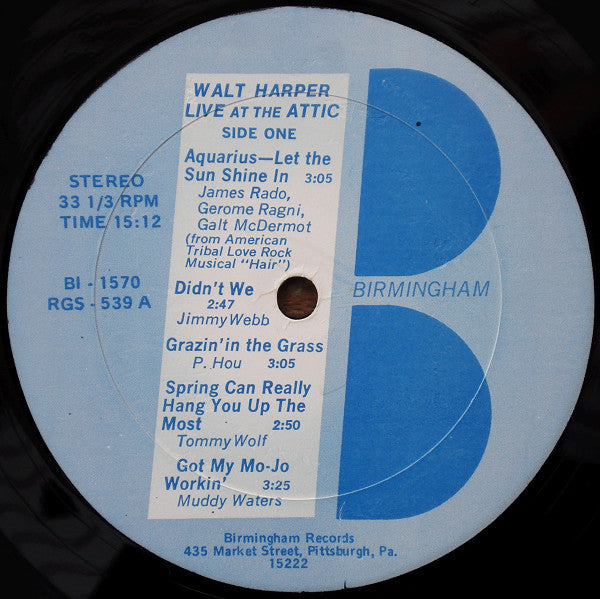 WALT HARPER
LIVE AT THE ATTIC
SIDE ONE
Aquarius—Let the
Sun Shine In 3:05
James Rado,
Gerome Ragni,
Galt McDermot
(from American
Tribal Love Rock
Musical "Hair")
Didn't We
2:47
Jimmy Webb
Grazin' in the Grass
P. Hou 3:05
Spring Can Really
Hang You Up The
Most 2:50
Tommy Wolf
Got My Mo-Jo
Workin' 3:25
Muddy Waters
STEREO
33 1/3 RPM
TIME 15:12
BI - 1570
RGS - 539 A
BIRMINGHAM
Birmingham Records
435 Market Street, Pittsburgh, Pa.
15222